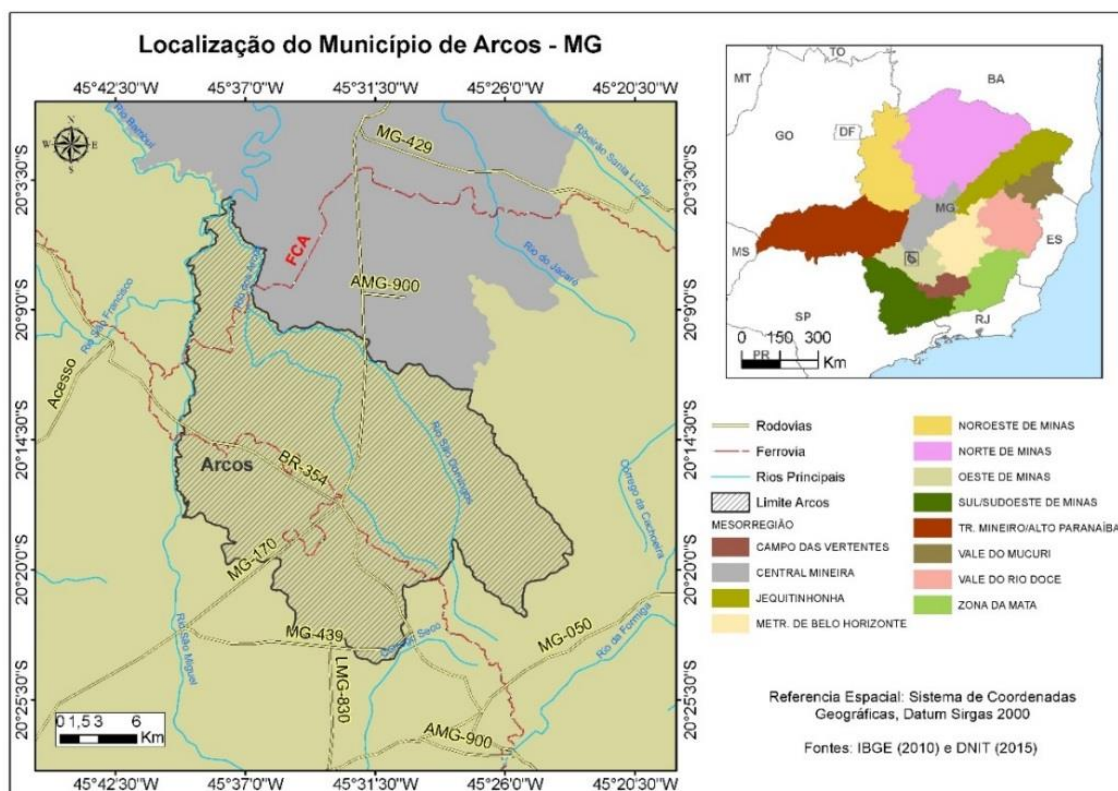 Localização do Município de Arcos - MG
45°42'30"W
45°37'0"W
45°31'30"W
45°26'0"W
45°20'30"W
20°3'30"S
20°9'0"S
20°14'30"S
20°20'0"S
20°25'30"S
N
W
E
S
Rio Bambuí
MG-429
Ribeirão Santa Luzia
FCA
Rio dos Arcos
Rio do Jacaré
AMG-900
Rio São Francisco
Acesso
Arcos
BR-354
Rio São Domingos
Córrego da Cachoeira
MG-170
MG-439
Rio São Miguel
Seco
MG-050
Rio da Formiga
LMG-830
AMG-900
0 1,5 3 6
Km
20°3'30"S
20°9'0"S
20°14'30"S
20°20'0"S
20°25'30"S
45°42'30"W
45°37'0"W
45°31'30"W
45°26'0"W
45°20'30"W
TO
MT
BA
GO
DF
MG
MS
ES
SP
RJ
PR
0 150 300
Km
Rodovias
Ferrovia
Rios Principais
Limite Arcos
MESORREGIÃO
CAMPO DAS VERTENTES
CENTRAL MINEIRA
JEQUITINHONHA
METR. DE BELO HORIZONTE
NOROESTE DE MINAS
NORTE DE MINAS
OESTE DE MINAS
SUL/SUDOESTE DE MINAS
TR. MINEIRO/ALTO PARANAÍBA
VALE DO MUCURI
VALE DO RIO DOCE
ZONA DA MATA
Referencia Espacial: Sistema de Coordenadas
Geográficas, Datum Sirgas 2000
Fontes: IBGE (2010) e DNIT (2015)